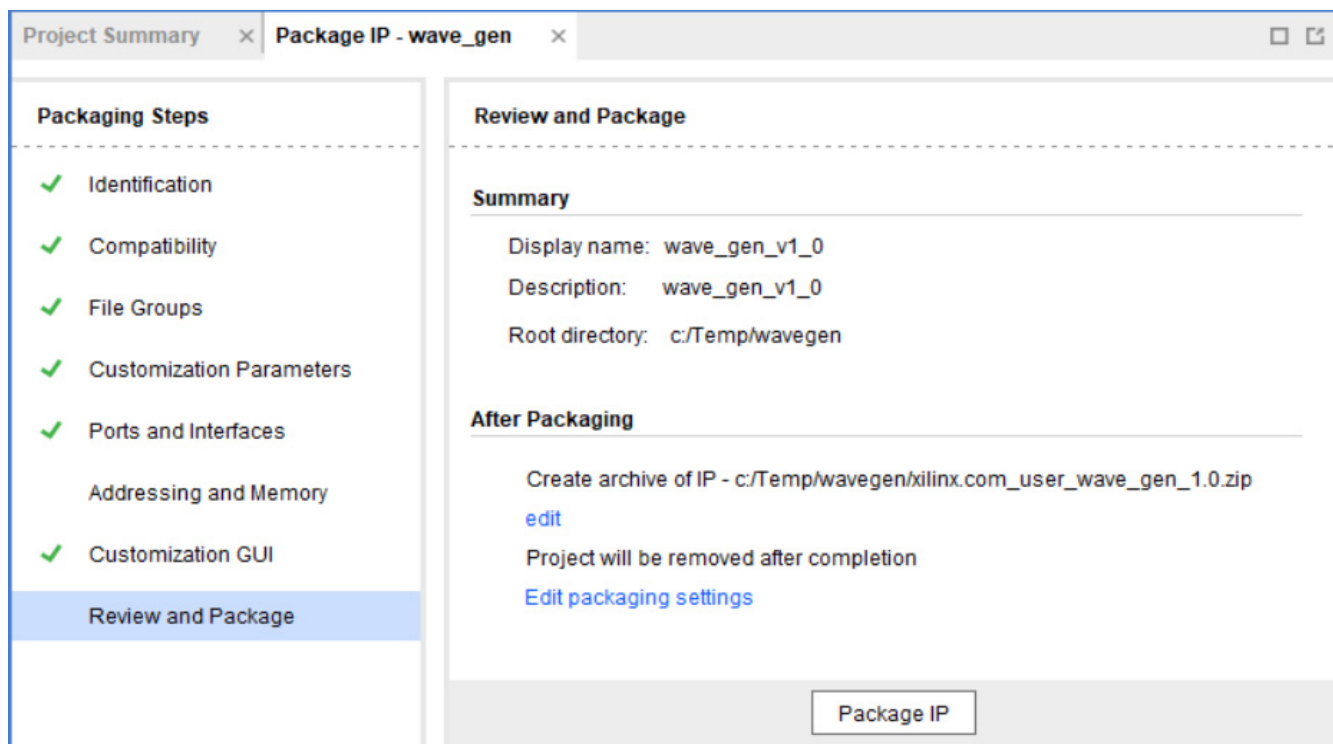 Project Summary
Package IP - wave_gen
Packaging Steps
Identification
Compatibility
File Groups
Customization Parameters
Ports and Interfaces
Addressing and Memory
Customization GUI
Review and Package
Review and Package
Summary
Display name: wave_gen_v1_0
Description: wave_gen_v1_0
Root directory: c:/Temp/wavegen
After Packaging
Create archive of IP - c:/Temp/wavegen/xilinx.com_user_wave_gen_1.0.zip
edit
Project will be removed after completion
Edit packaging settings
Package IP